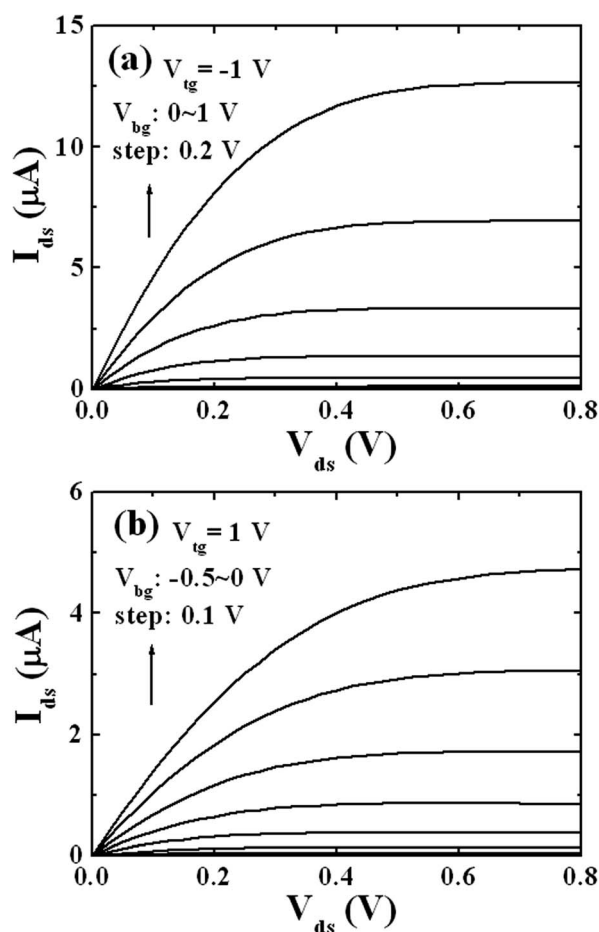 15
(a) V_tg = -1 V
V_bg: 0~1 V
step: 0.2 V
10
I_ds (μA)
5
0
0.0 0.2 0.4 0.6 0.8
V_ds (V)
6
(b) V_tg = 1 V
V_bg: -0.5~0 V
step: 0.1 V
4
I_ds (μA)
2
0
0.0 0.2 0.4 0.6 0.8
V_ds (V)